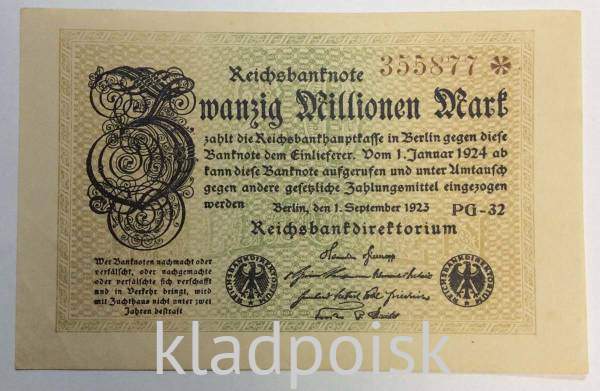 Reichsbanknote 355877 *
Zwanzig Millionen Mark
zahlt die Reichsbankhauptkasse in Berlin gegen diese
Banknote dem Einlieferer. Vom 1. Januar 1924 ab
kann diese Banknote aufgerufen und unter Umtausch
gegen andere gesetzliche Zahlungsmittel eingezogen
werden Berlin, den 1. September 1923 PG-32
Reichsbankdirektorium
Wer Banknoten nachmacht oder
verfälscht, oder nachgemachte
oder verfälschte sich verschafft
und in Verkehr bringt, wird
mit Zuchthaus nicht unter zwei
Jahren bestraft
REICHSBANKDIREKTORIUM
REICHSBANKDIREKTORIUM
kladpoisk